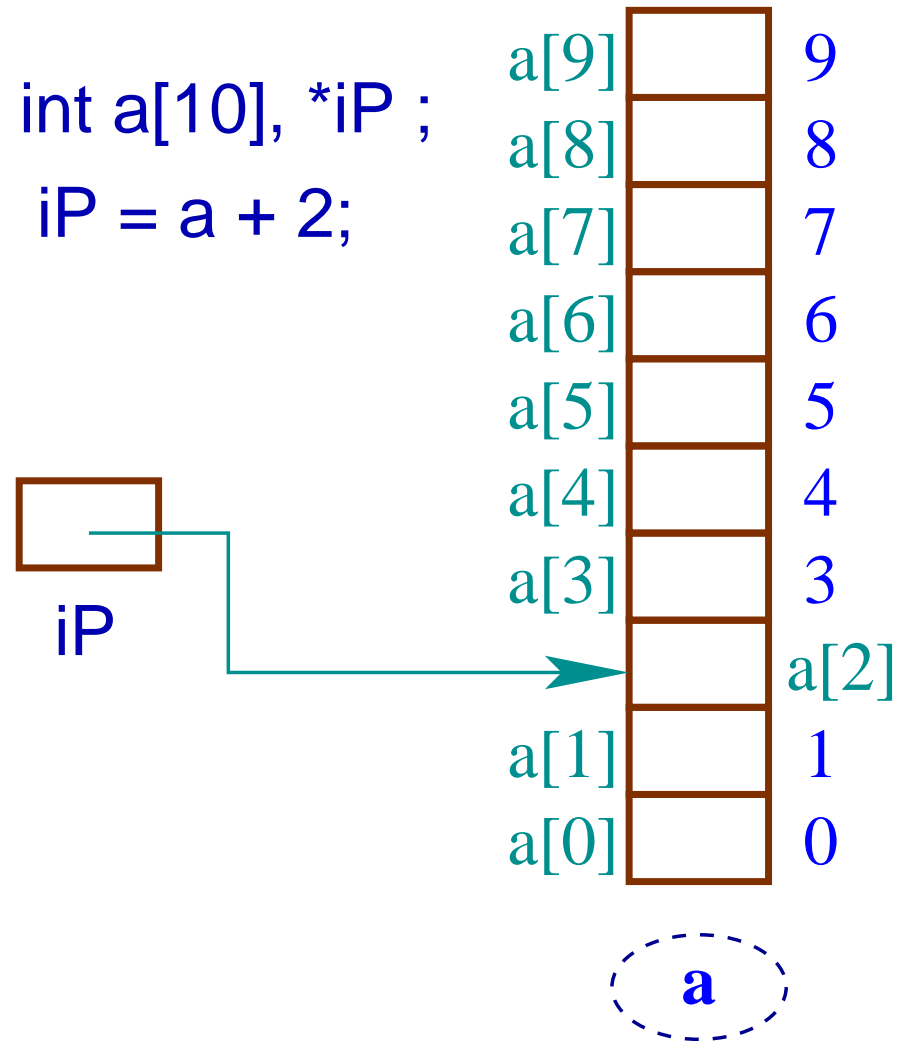 int a[10], *iP ;
iP = a + 2;
a[9] 9
a[8] 8
a[7] 7
a[6] 6
a[5] 5
a[4] 4
a[3] 3
iP
a[2]
a[1] 1
a[0] 0
a